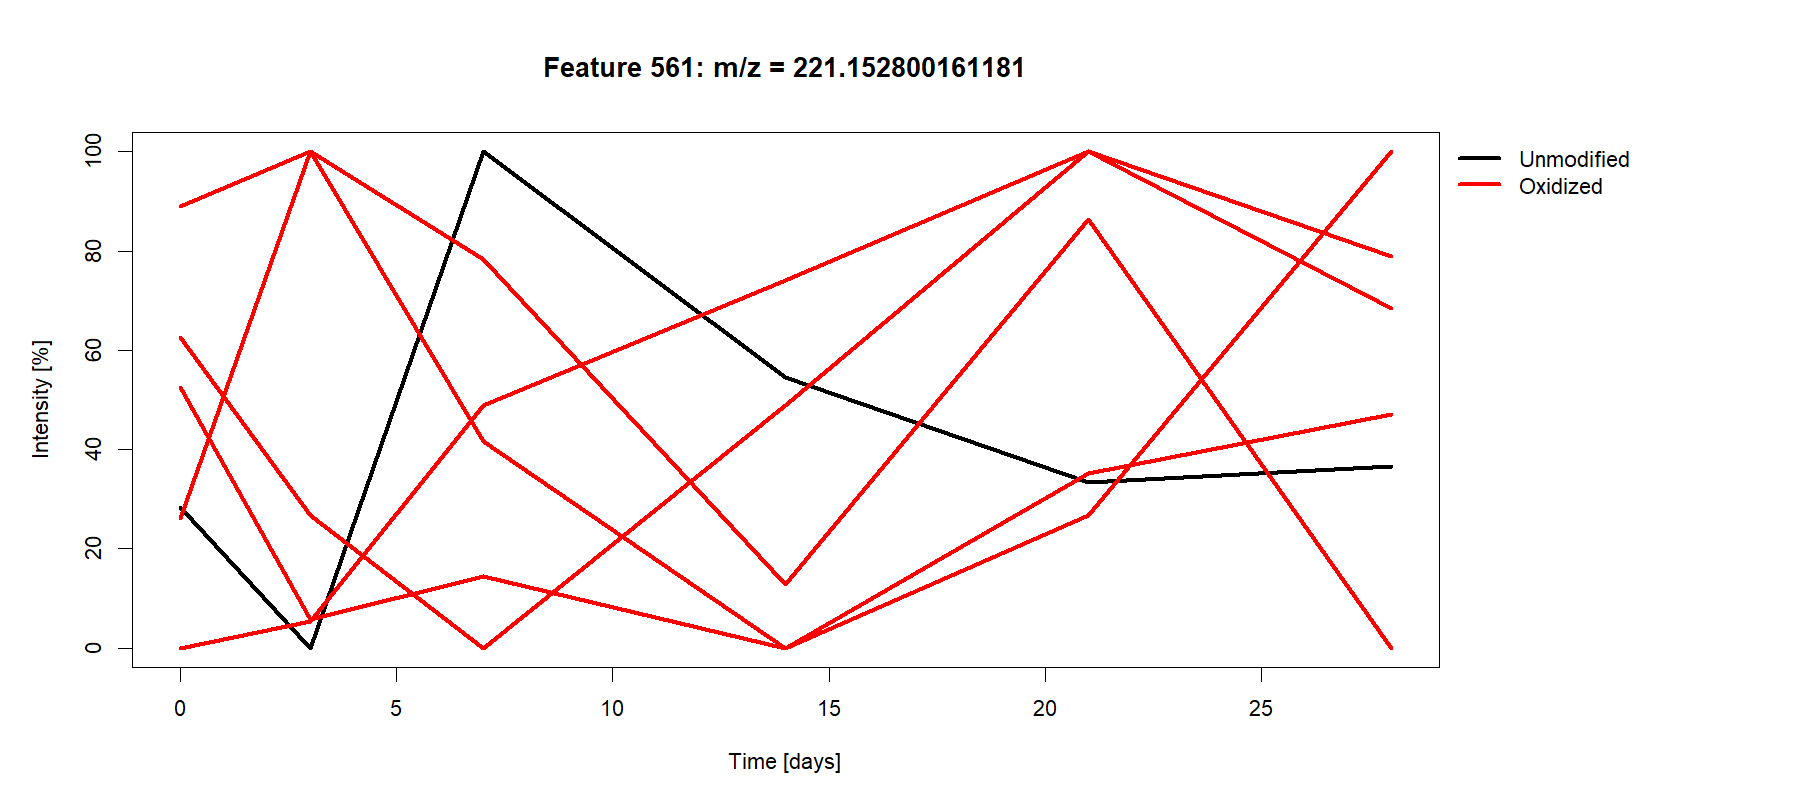 Feature 561: m/z = 221.152800161181
Unmodified
Oxidized
Intensity [%]
100
80
60
40
20
0
0 5 10 15 20 25
Time [days]